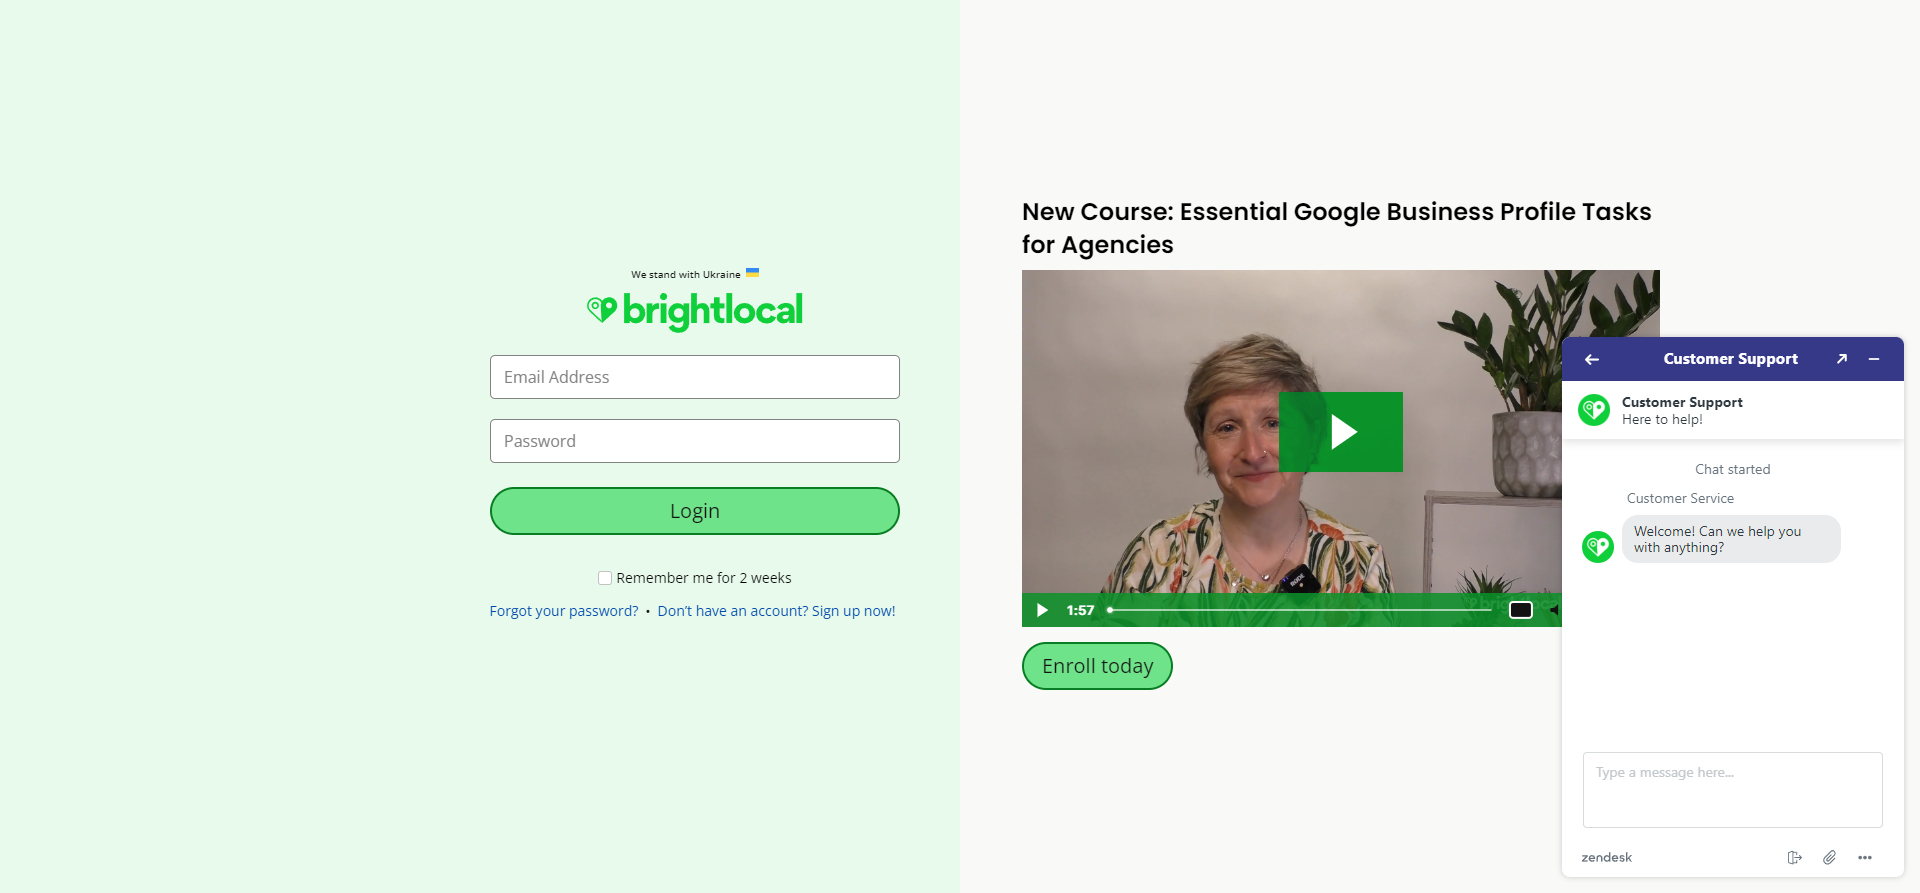 We stand with Ukraine
brightlocal
Email Address
Password
Login
Remember me for 2 weeks
Forgot your password? • Don't have an account? Sign up now!
New Course: Essential Google Business Profile Tasks
for Agencies
1:57
Enroll today
Customer Support
Customer Support
Here to help!
Chat started
Customer Service
Welcome! Can we help you
with anything?
Type a message here...
zendesk